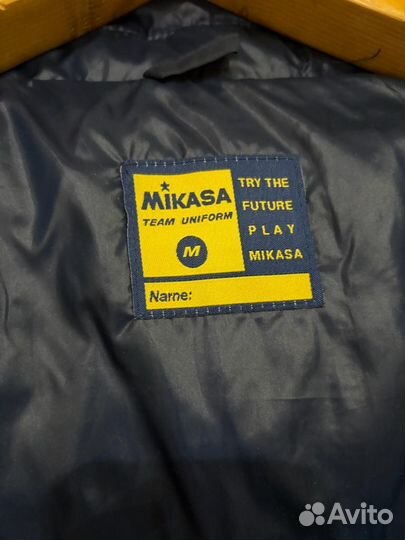 MIKASA
TEAM UNIFORM
M
TRY THE
FUTURE
PLAY
MIKASA
Name:
Avito